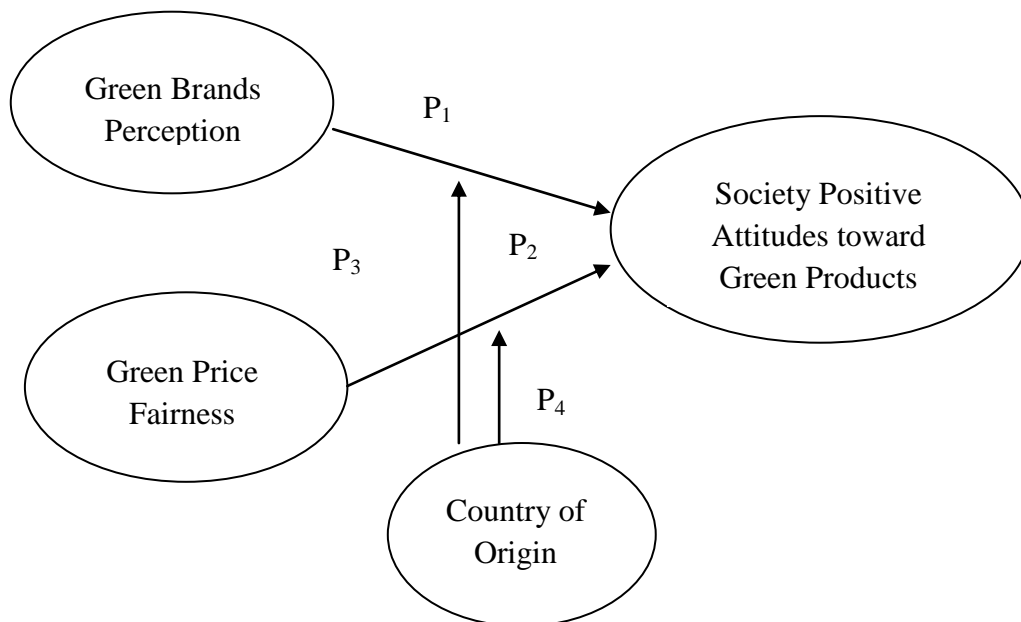 Green Brands
Perception
P₁
Society Positive
Attitudes toward
Green Products
P₃
P₂
Green Price
Fairness
P₄
Country of
Origin